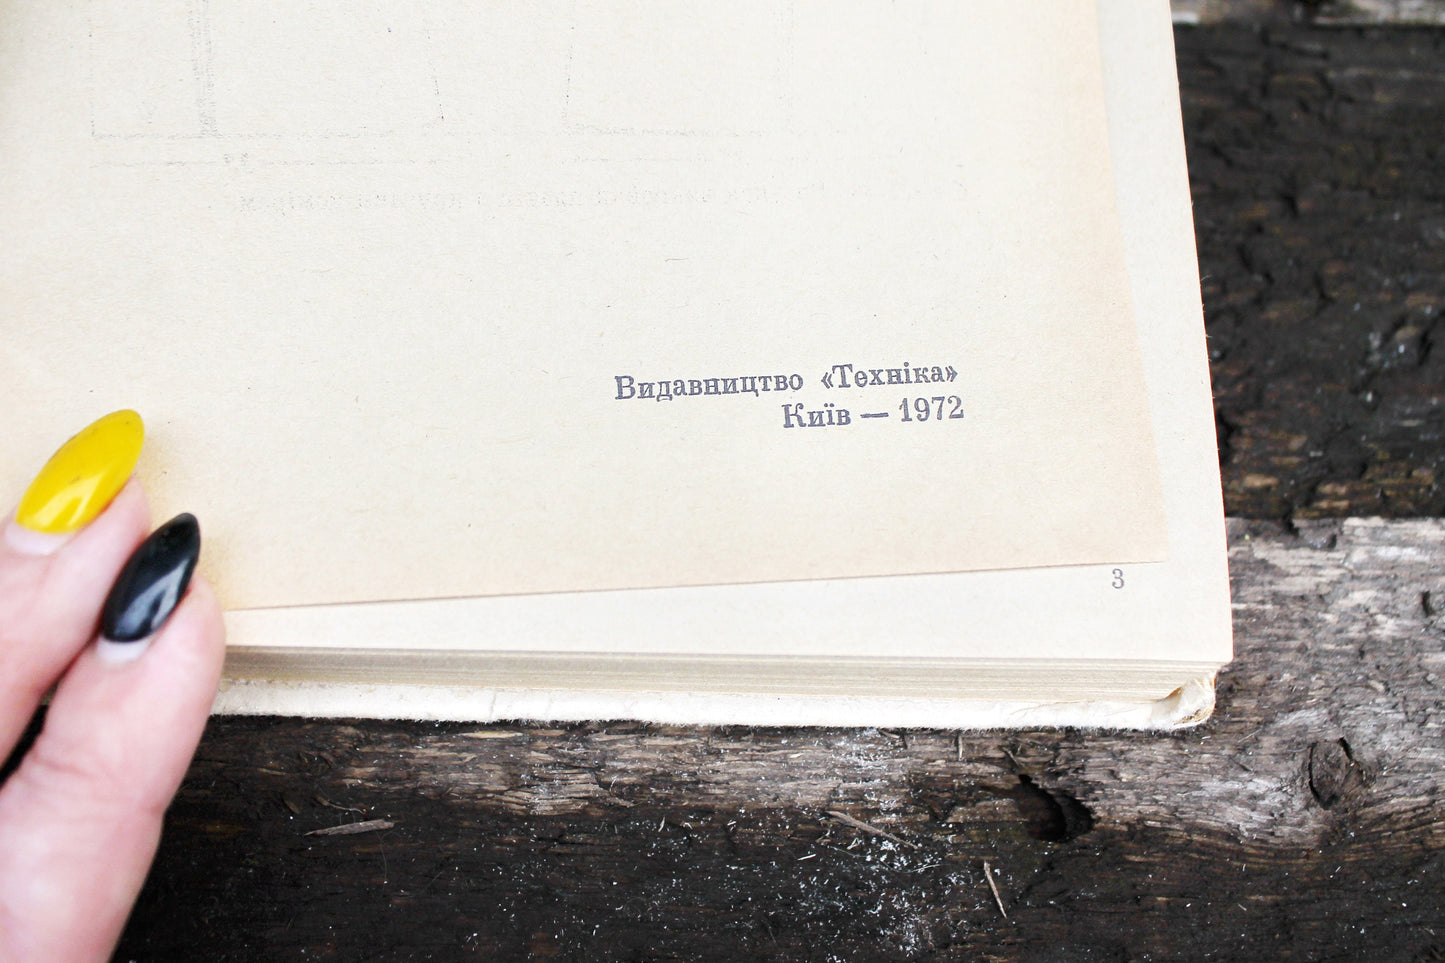 Видавництво «Техніка»
Київ — 1972
3